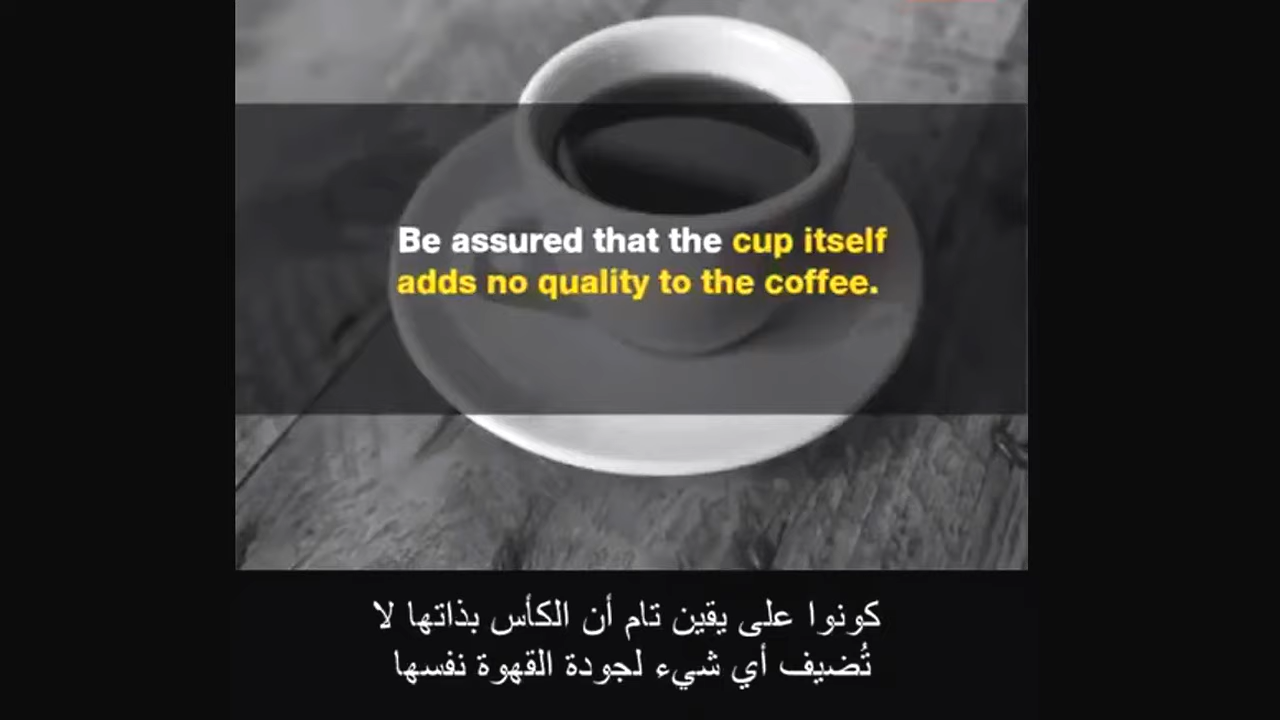 Be assured that the cup itself
adds no quality to the coffee.
كونوا على يقين تام أن الكأس بذاتها لا
تُضيف أي شيء لجودة القهوة نفسها